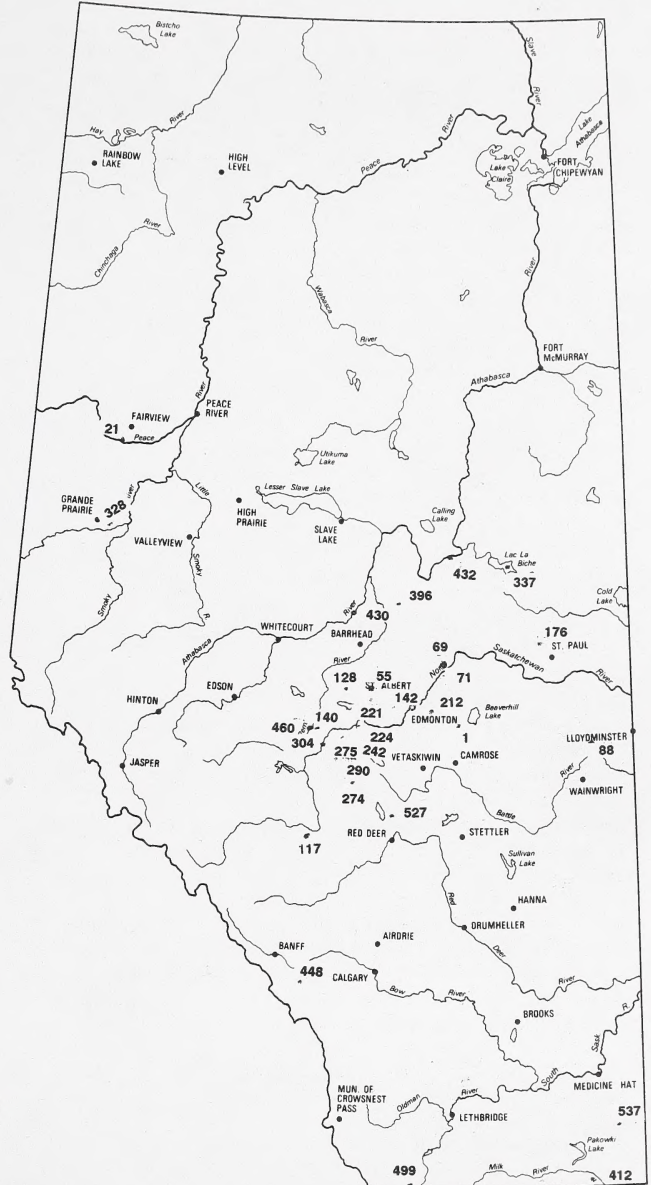 Bistcho
Lake
Slave
River
Hay
River
River
Lake
Athabasca
RAINBOW
LAKE
HIGH
LEVEL
Peace
Lake
Claire
FORT
CHIPEWYAN
River
Chinchaga
River
Wabasca
River
FORT
McMURRAY
Athabasca
River
PEACE
RIVER
FAIRVIEW
21
Peace
Utikuma
Lake
Little
Lesser Slave Lake
GRANDE
PRAIRIE
328
HIGH
PRAIRIE
Calling
Lake
SLAVE
LAKE
VALLEYVIEW
Smoky
Lac La
Biche
432
337
Smoky
R.
396
Cold
Lake
River
430
WHITECOURT
BARRHEAD
176
ST. PAUL
Athabasca
69
Saskatchewan
River
River
128
55
ST. ALBERT
71
EDSON
142
212
HINTON
Beaverhill
Lake
460
140
221
EDMONTON
1
304
224
LLOYDMINSTER
88
JASPER
275
242
VETASKIWIN
CAMROSE
290
River
WAINWRIGHT
274
527
Battle
RED DEER
STETTLER
117
Sullivan
Lake
Red
HANNA
DRUMHELLER
AIRDRIE
Deer
BANFF
448
CALGARY
River
Bow
River
BROOKS
R.
Sask
South
MEDICINE HAT
MUN. OF
CROWSNEST
PASS
Oldman
River
LETHBRIDGE
537
Pakowki
Lake
499
Milk
River
412